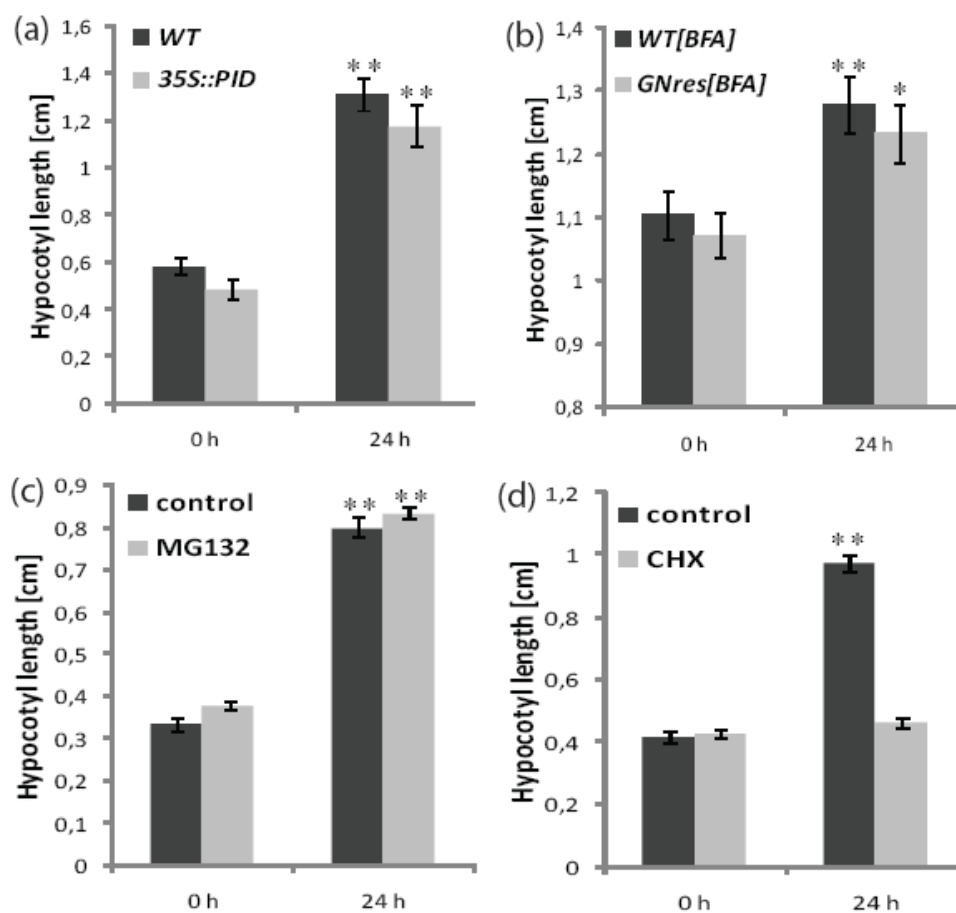 (a)
WT
35S::PID
Hypocotyl length [cm]
1,6
1,4
1,2
1
0,8
0,6
0,4
0,2
0
** **
0 h 24 h
(b)
WT[BFA]
GNres[BFA]
Hypocotyl length [cm]
1,4
1,3
1,2
1,1
1
0,9
0,8
** *
0 h 24 h
(c)
control
MG132
Hypocotyl length [cm]
0,9
0,8
0,7
0,6
0,5
0,4
0,3
0,2
0,1
0
** **
0 h 24 h
(d)
control
CHX
Hypocotyl length [cm]
1,2
1
0,8
0,6
0,4
0,2
0
**
0 h 24 h